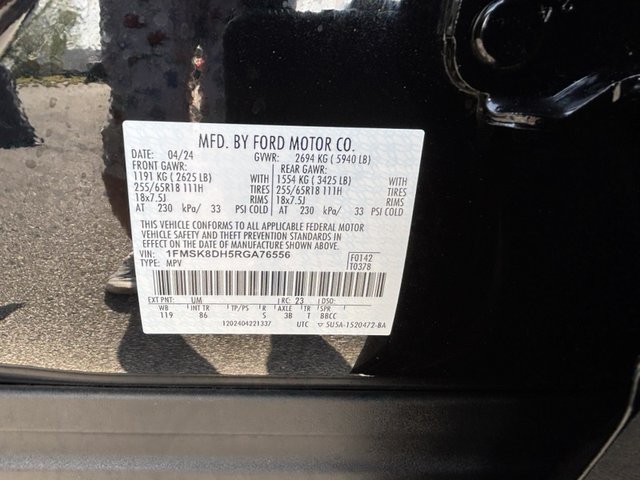 MFD. BY FORD MOTOR CO.
DATE: 04/24 GVWR: 2694 KG ( 5940 LB)
FRONT GAWR: REAR GAWR:
1191 KG ( 2625 LB) WITH 1554 KG ( 3425 LB) WITH
255/65R18 111H TIRES 255/65R18 111H TIRES
18x7.5J RIMS 18x7.5J RIMS
AT 230 kPa/ 33 PSI COLD AT 230 kPa/ 33 PSI COLD
THIS VEHICLE CONFORMS TO ALL APPLICABLE FEDERAL MOTOR
VEHICLE SAFETY AND THEFT PREVENTION STANDARDS IN
EFFECT ON THE DATE OF MANUFACTURE SHOWN ABOVE.
VIN: 1FMSK8DH5RGA76556 F0142
TYPE: MPV T0378
EXT PNT: UM RC: 23 DSO:
WB INT TR TP/PS R AXLE TR SPR
119 86 5 3B T BBCC
1202404221337 UTC ▽ 5U5A-1520472-BA